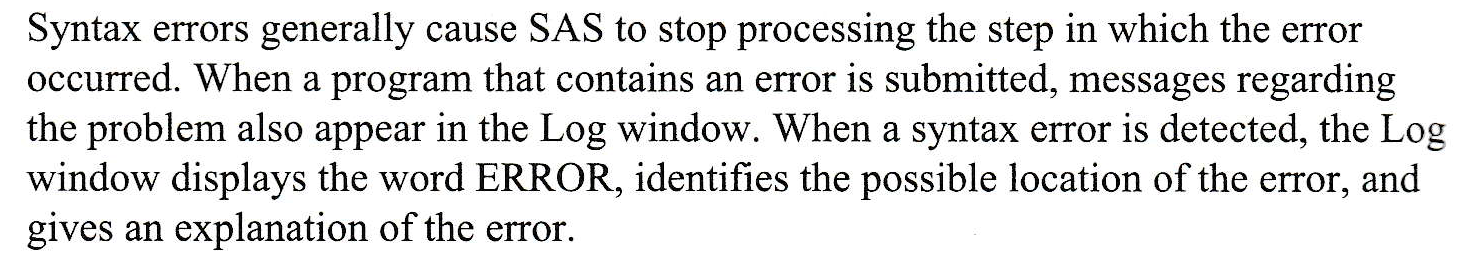 Syntax errors generally cause SAS to stop processing the step in which the error
occurred. When a program that contains an error is submitted, messages regarding
the problem also appear in the Log window. When a syntax error is detected, the Log
window displays the word ERROR, identifies the possible location of the error, and
gives an explanation of the error.